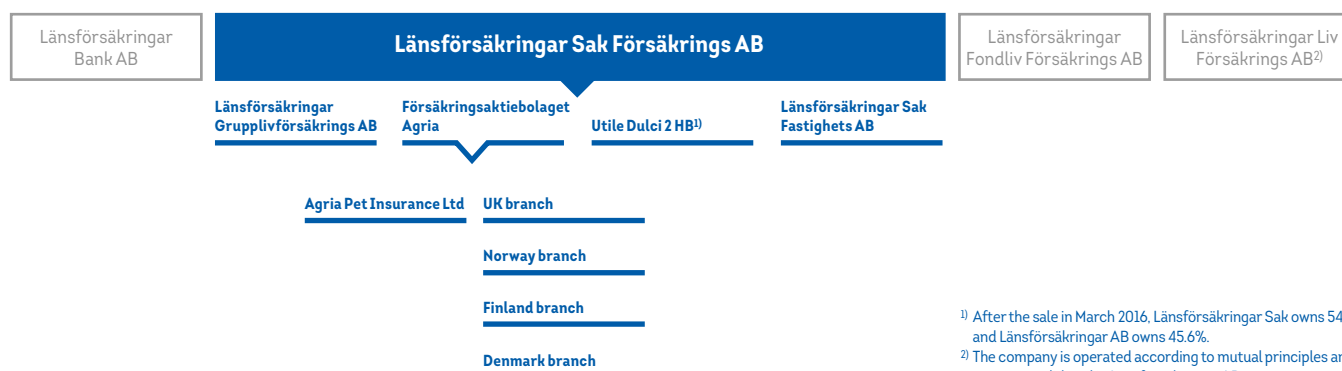 Länsförsäkringar
Bank AB
Länsförsäkringar Sak Försäkrings AB
Länsförsäkringar
Fondliv Försäkrings AB
Länsförsäkringar Liv
Försäkrings AB2)
Länsförsäkringar
Grupplivförsäkrings AB
Försäkringsaktiebolaget
Agria
Utile Dulci 2 HB1)
Länsförsäkringar Sak
Fastighets AB
Agria Pet Insurance Ltd
UK branch
Norway branch
Finland branch
Denmark branch
1) After the sale in March 2016, Länsförsäkringar Sak owns 54
and Länsförsäkringar AB owns 45.6%.
2) The company is operated according to mutual principles